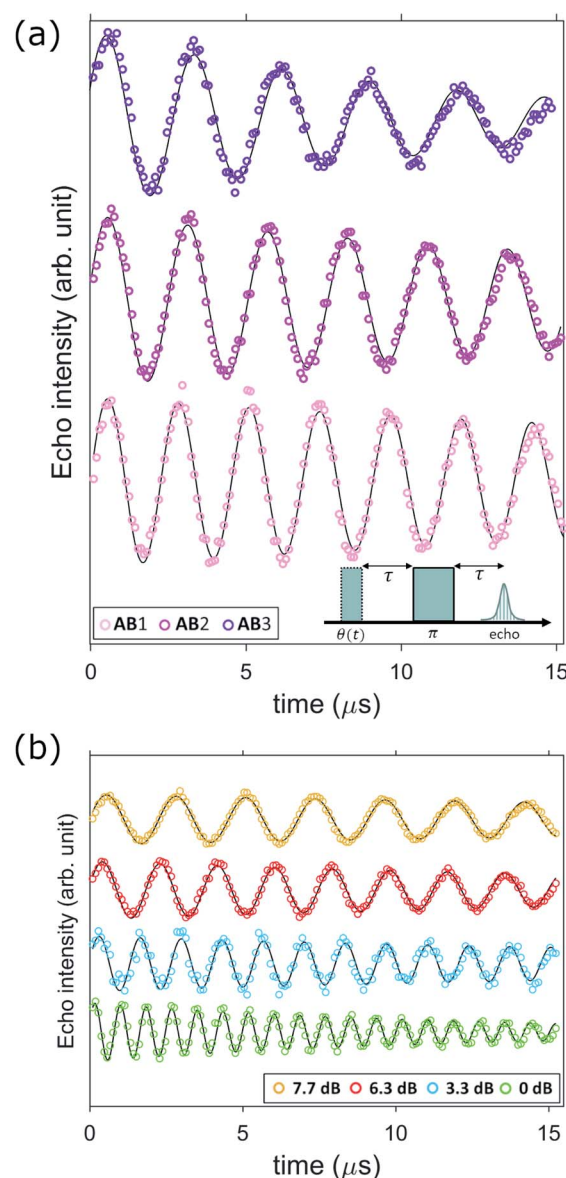 (a)
Echo intensity (arb. unit)
τ
τ
θ(t)
π
echo
AB1 AB2 AB3
0 5 10 15
time (μs)
(b)
Echo intensity (arb. unit)
7.7 dB 6.3 dB 3.3 dB 0 dB
0 5 10 15
time (μs)